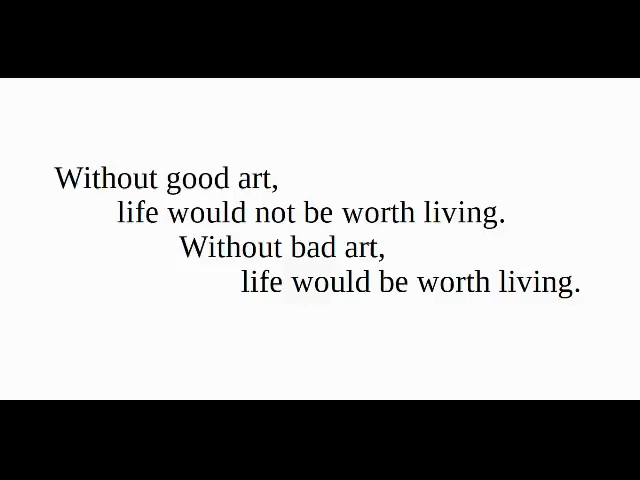 Without good art,
life would not be worth living.
Without bad art,
life would be worth living.